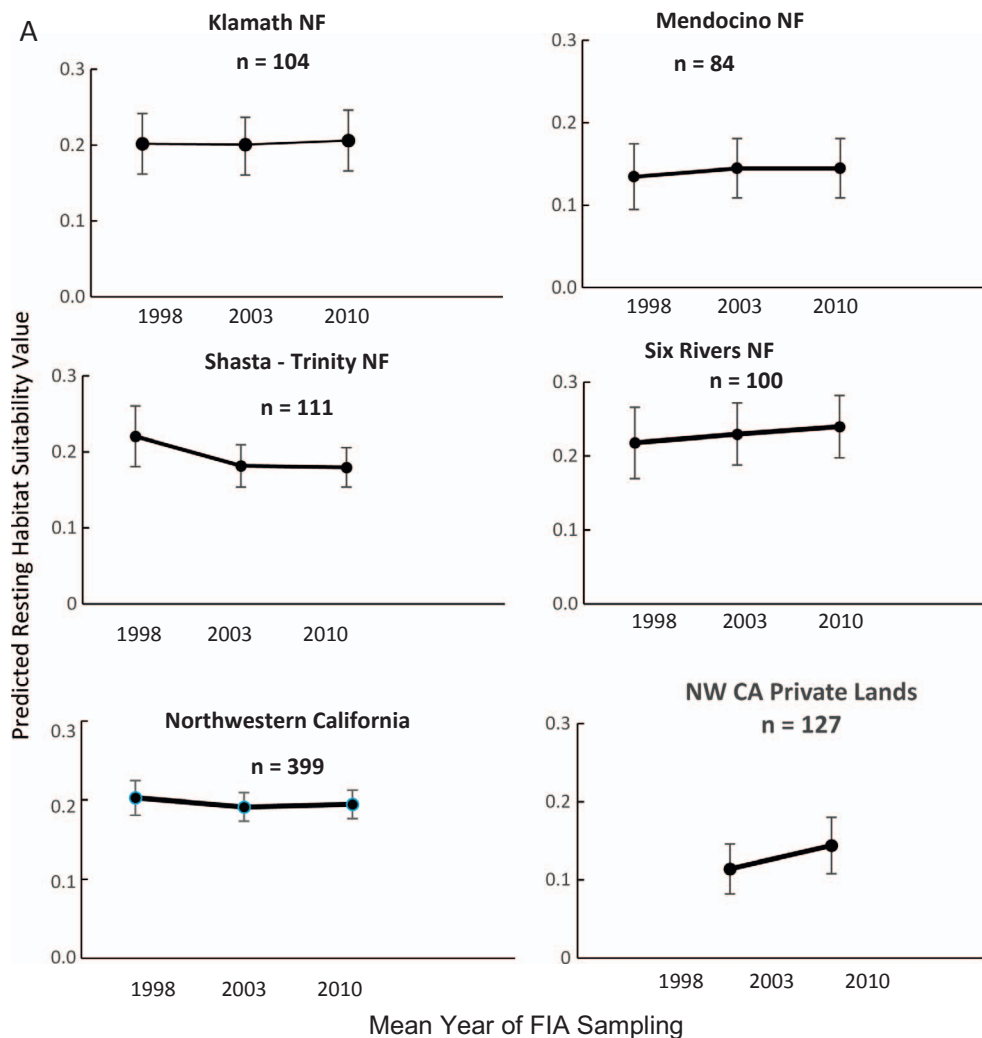 A
Klamath NF
n = 104
0.3
0.2
0.1
0.0
1998 2003 2010
Mendocino NF
n = 84
0.3
0.2
0.1
0.0
1998 2003 2010
Shasta - Trinity NF
n = 111
0.3
0.2
0.1
0
1998 2003 2010
Six Rivers NF
n = 100
0.3
0.2
0.1
0.0
1998 2003 2010
Northwestern California
n = 399
0.3
0.2
0.1
0.0
1998 2003 2010
NW CA Private Lands
n = 127
0.3
0.2
0.1
0
1998 2003 2010
Predicted Resting Habitat Suitability Value
Mean Year of FIA Sampling